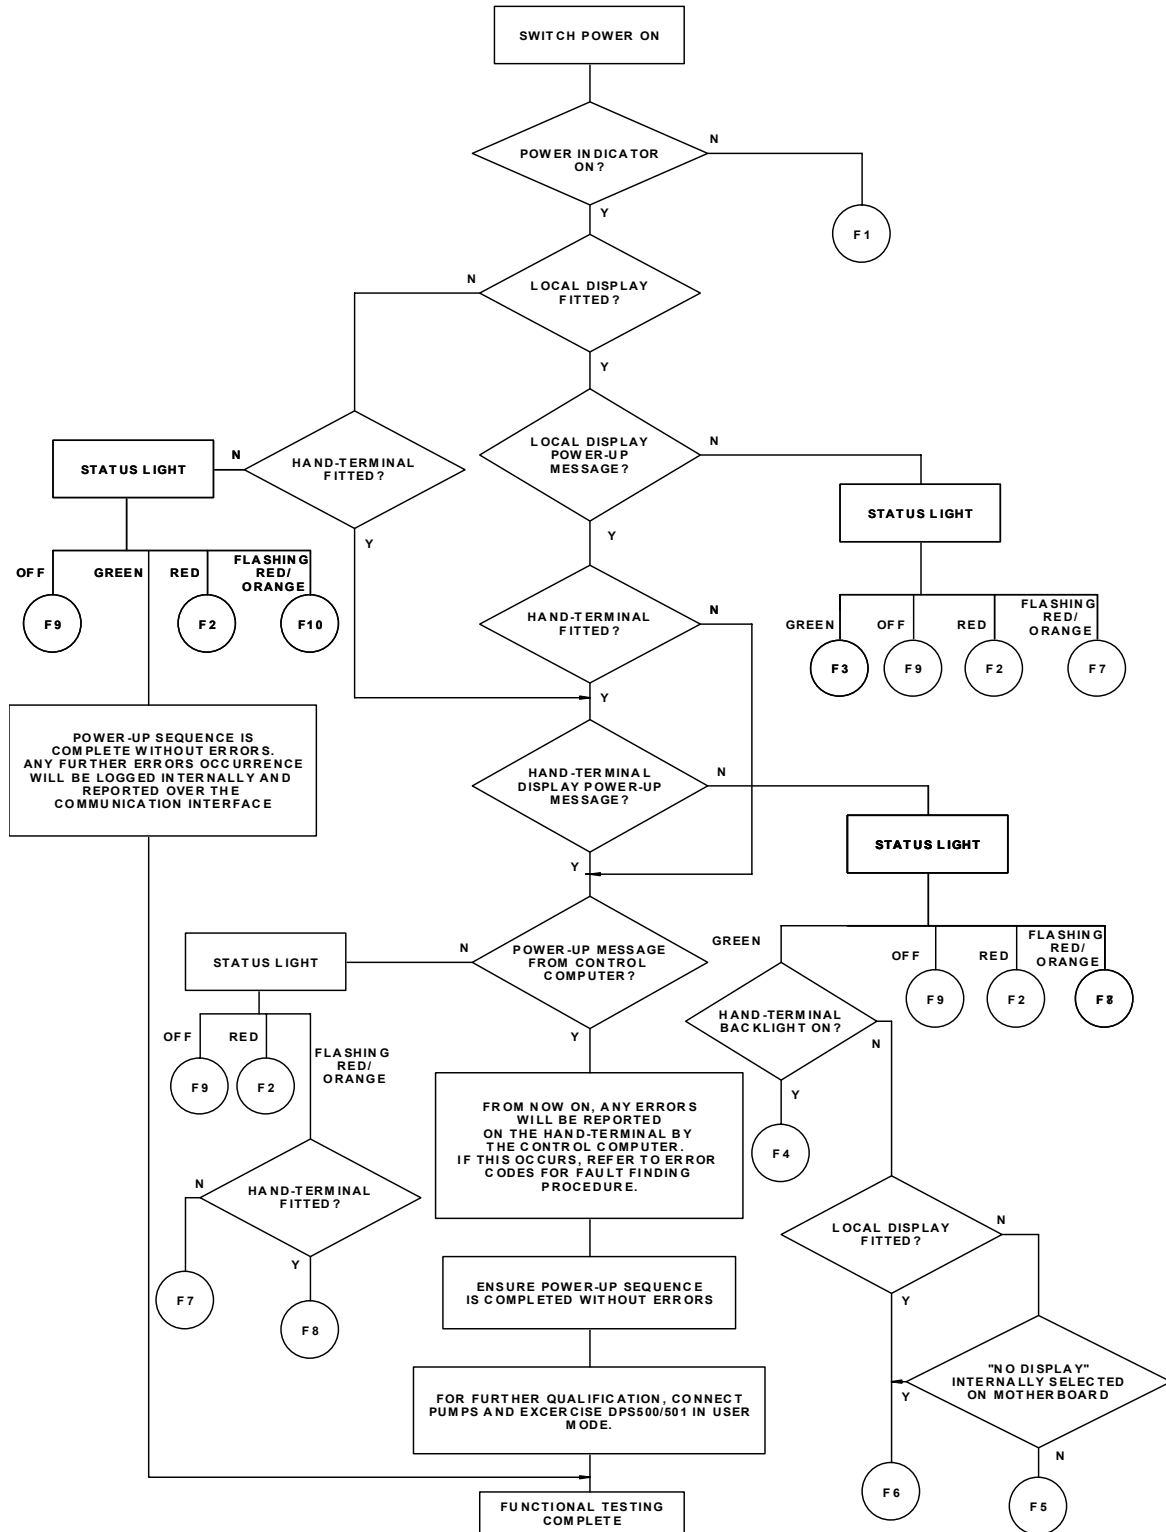 SWITCH POWER ON
POWER INDICATOR
ON?
N
Y
F1
LOCAL DISPLAY
FITTED?
N
Y
LOCAL DISPLAY
POWER-UP
MESSAGE?
N
Y
HAND-TERMINAL
FITTED?
N
Y
STATUS LIGHT
OFF
GREEN
RED
FLASHING
RED/
ORANGE
F9
F2
F10
STATUS LIGHT
GREEN
OFF
RED
FLASHING
RED/
ORANGE
F3
F9
F2
F7
HAND-TERMINAL
FITTED?
N
Y
POWER-UP SEQUENCE IS
COMPLETE WITHOUT ERRORS.
ANY FURTHER ERRORS OCCURRENCE
WILL BE LOGGED INTERNALLY AND
REPORTED OVER THE
COMMUNICATION INTERFACE
HAND-TERMINAL
DISPLAY POWER-UP
MESSAGE?
N
Y
STATUS LIGHT
GREEN
OFF
RED
FLASHING
RED/
ORANGE
F9
F2
POWER-UP MESSAGE
FROM CONTROL
COMPUTER?
N
Y
STATUS LIGHT
OFF
RED
FLASHING
RED/
ORANGE
F9
F2
HAND-TERMINAL
BACKLIGHT ON?
N
Y
F4
FROM NOW ON, ANY ERRORS
WILL BE REPORTED
ON THE HAND-TERMINAL BY
THE CONTROL COMPUTER.
IF THIS OCCURS, REFER TO ERROR
CODES FOR FAULT FINDING
PROCEDURE.
HAND-TERMINAL
FITTED?
N
Y
F7
F8
LOCAL DISPLAY
FITTED?
N
Y
ENSURE POWER-UP SEQUENCE
IS COMPLETED WITHOUT ERRORS
"NO DISPLAY"
INTERNALLY SELECTED
ON MOTHERBOARD
Y
N
FOR FURTHER QUALIFICATION, CONNECT
PUMPS AND EXCERCISE DPS500/501 IN USER
MODE.
F6
F5
FUNCTIONAL TESTING
COMPLETE